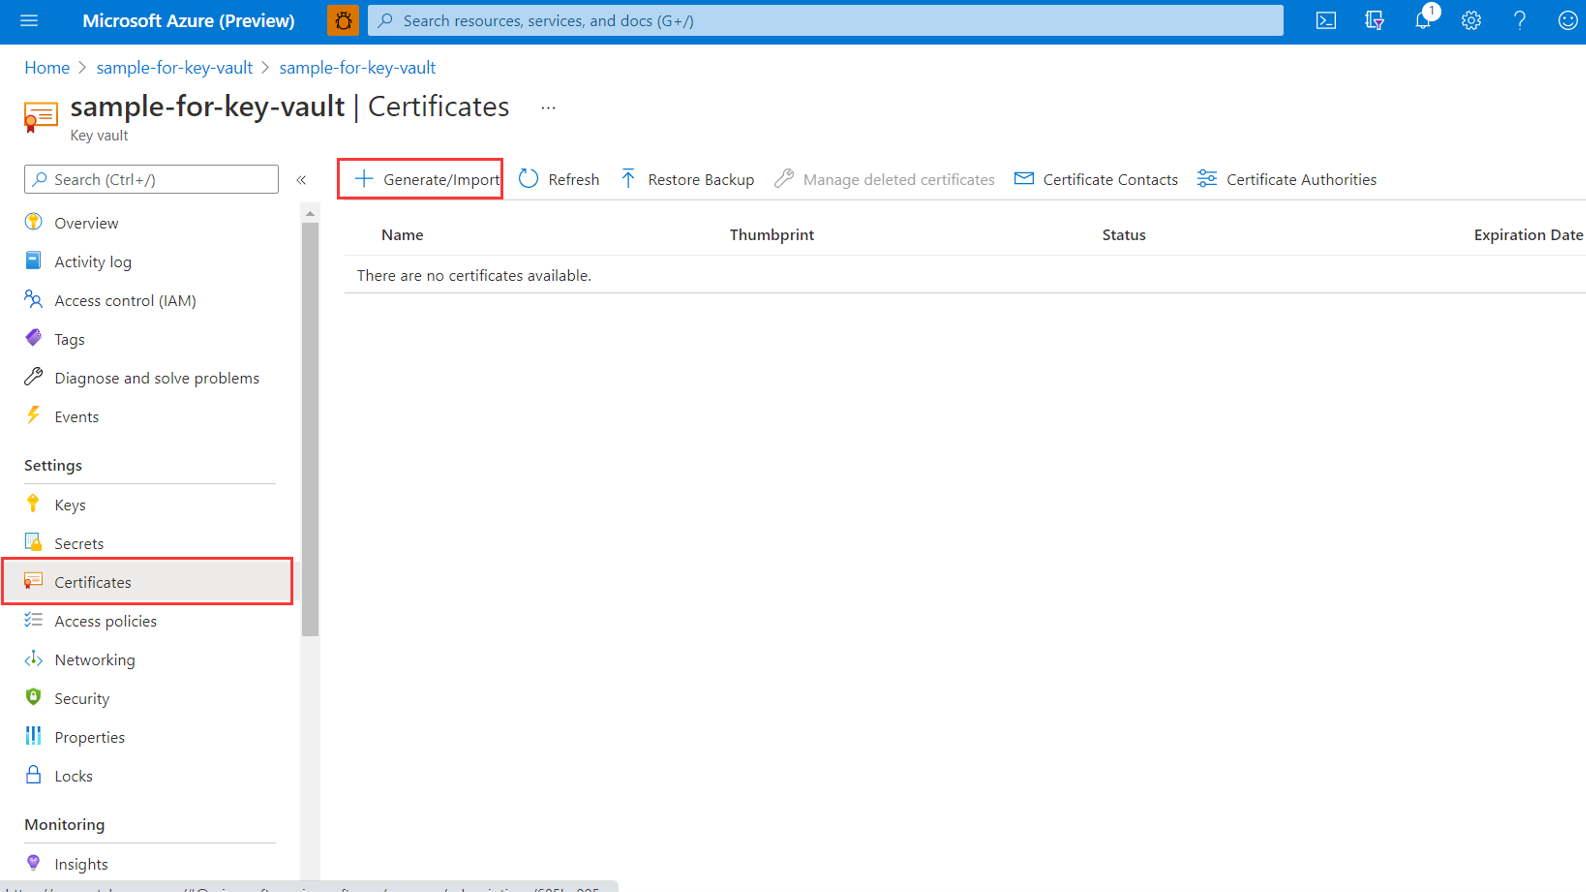 Microsoft Azure (Preview)
Search resources, services, and docs (G+/)
1
Home > sample-for-key-vault > sample-for-key-vault
sample-for-key-vault | Certificates ...
Key vault
Search (Ctrl+/)
«
Generate/Import
Refresh
Restore Backup
Manage deleted certificates
Certificate Contacts
Certificate Authorities
Overview
Activity log
Access control (IAM)
Tags
Diagnose and solve problems
Events
Settings
Keys
Secrets
Certificates
Access policies
Networking
Security
Properties
Locks
Monitoring
Insights
Name Thumbprint Status Expiration Date
There are no certificates available.